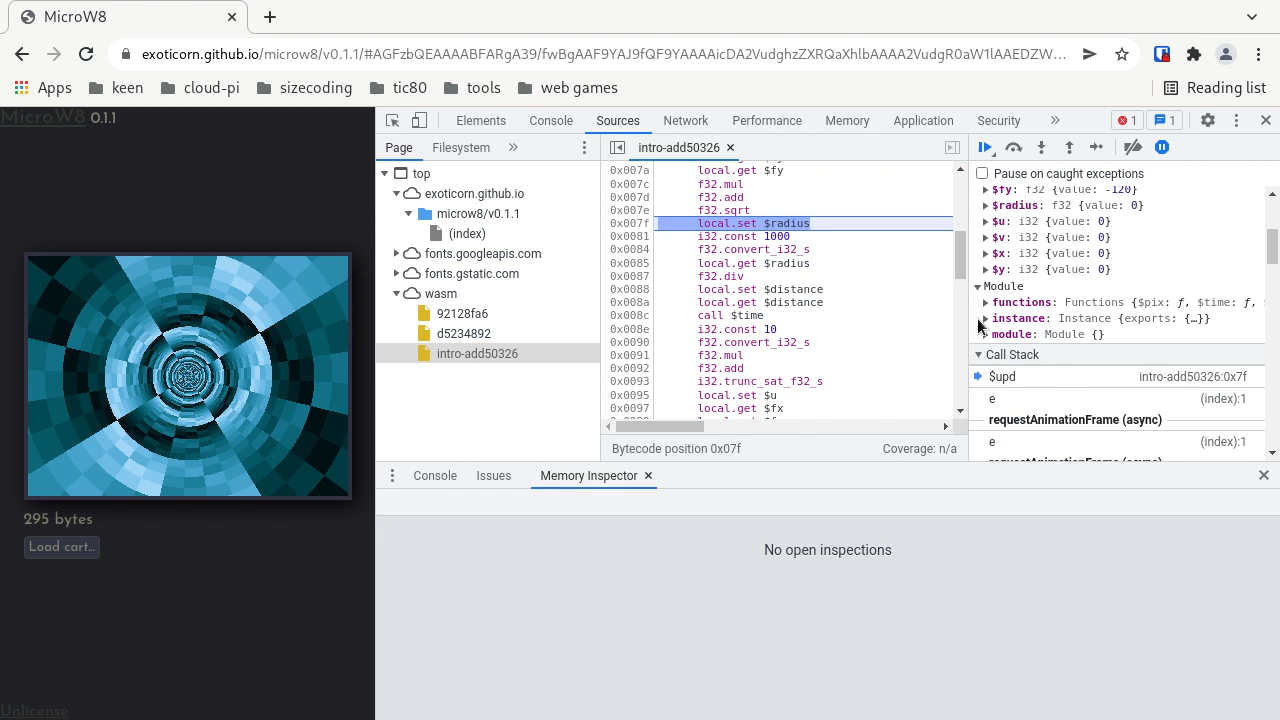 MicroW8
exoticorn.github.io/microw8/v0.1.1/#AGFzbQEAAAABFARgA39/fwBgAAF9YAJ9fQF9YAAAAicDA2VudghzZXRQaXhlbAAAA2VudgR0aW1lAAEDZW...
Apps keen cloud-pi sizecoding tic80 tools web games Reading list
MicroW8 0.1.1
295 bytes
Load cart...
Unlicense
Elements Console Sources Network Performance Memory Application Security » 1 1
Page Filesystem »
top
exoticorn.github.io
microw8/v0.1.1
(index)
fonts.googleapis.com
fonts.gstatic.com
wasm
92128fa6
d5234892
intro-add50326
intro-add50326
0x007a local.get $fy
0x007c f32.mul
0x007d f32.add
0x007e f32.sqrt
0x007f local.set $radius
0x0081 i32.const 1000
0x0084 f32.convert_i32_s
0x0085 local.get $radius
0x0087 f32.div
0x0088 local.set $distance
0x008a local.get $distance
0x008c call $time
0x008e i32.const 10
0x0090 f32.convert_i32_s
0x0091 f32.mul
0x0092 f32.add
0x0093 i32.trunc_sat_f32_s
0x0095 local.set $u
0x0097 local.get $fx
Bytecode position 0x07f Coverage: n/a
Pause on caught exceptions
$fy: f32 {value: -120}
$radius: f32 {value: 0}
$u: i32 {value: 0}
$v: i32 {value: 0}
$x: i32 {value: 0}
$y: i32 {value: 0}
Module
functions: Functions {$pix: ƒ, $time: ƒ,
instance: Instance {exports: {…}}
module: Module {}
Call Stack
$upd intro-add50326:0x7f
e (index):1
requestAnimationFrame (async)
e (index):1
requestAnimationFrame (async)
Console Issues Memory Inspector
No open inspections